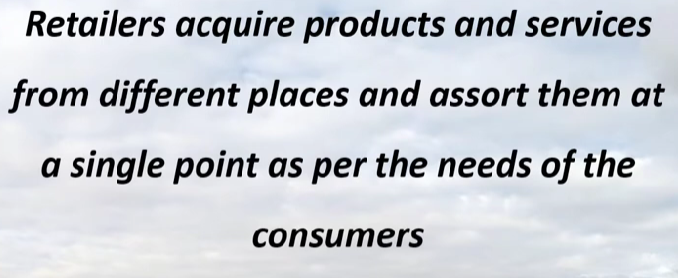 Retailers acquire products and services
from different places and assort them at
a single point as per the needs of the
consumers